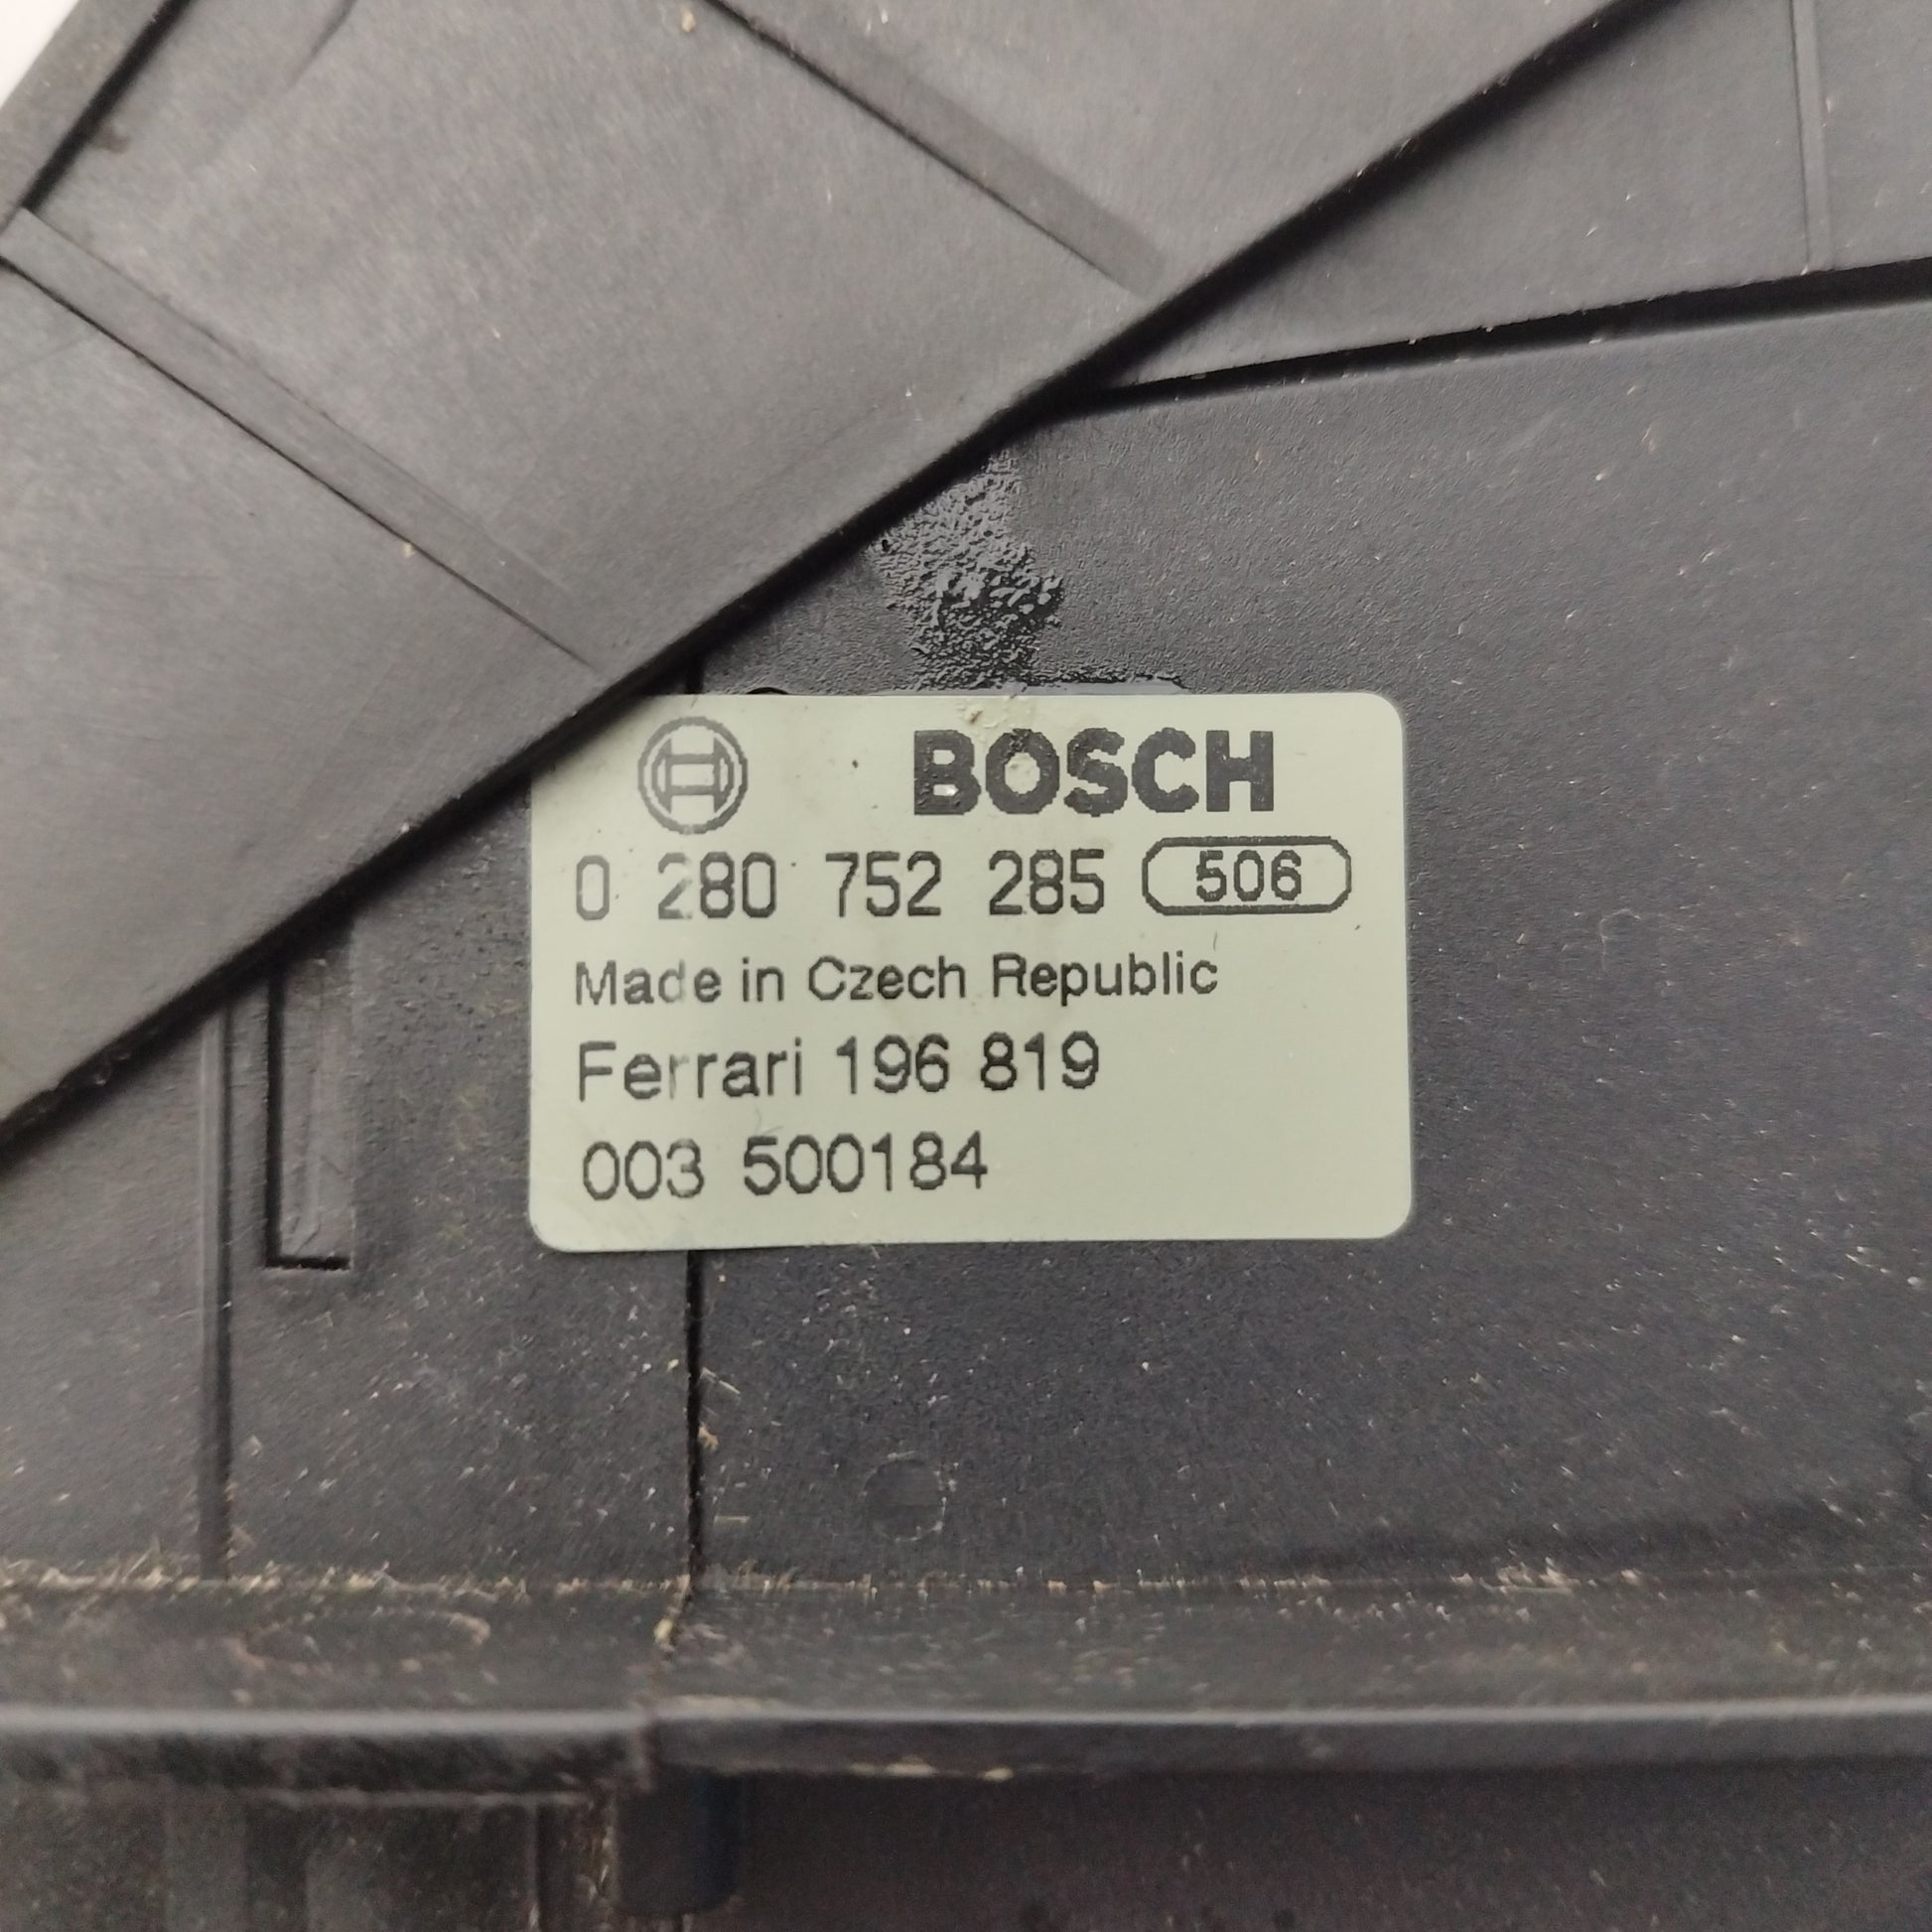 BOSCH
0 280 752 285 506
Made in Czech Republic
Ferrari 196 819
003 500184